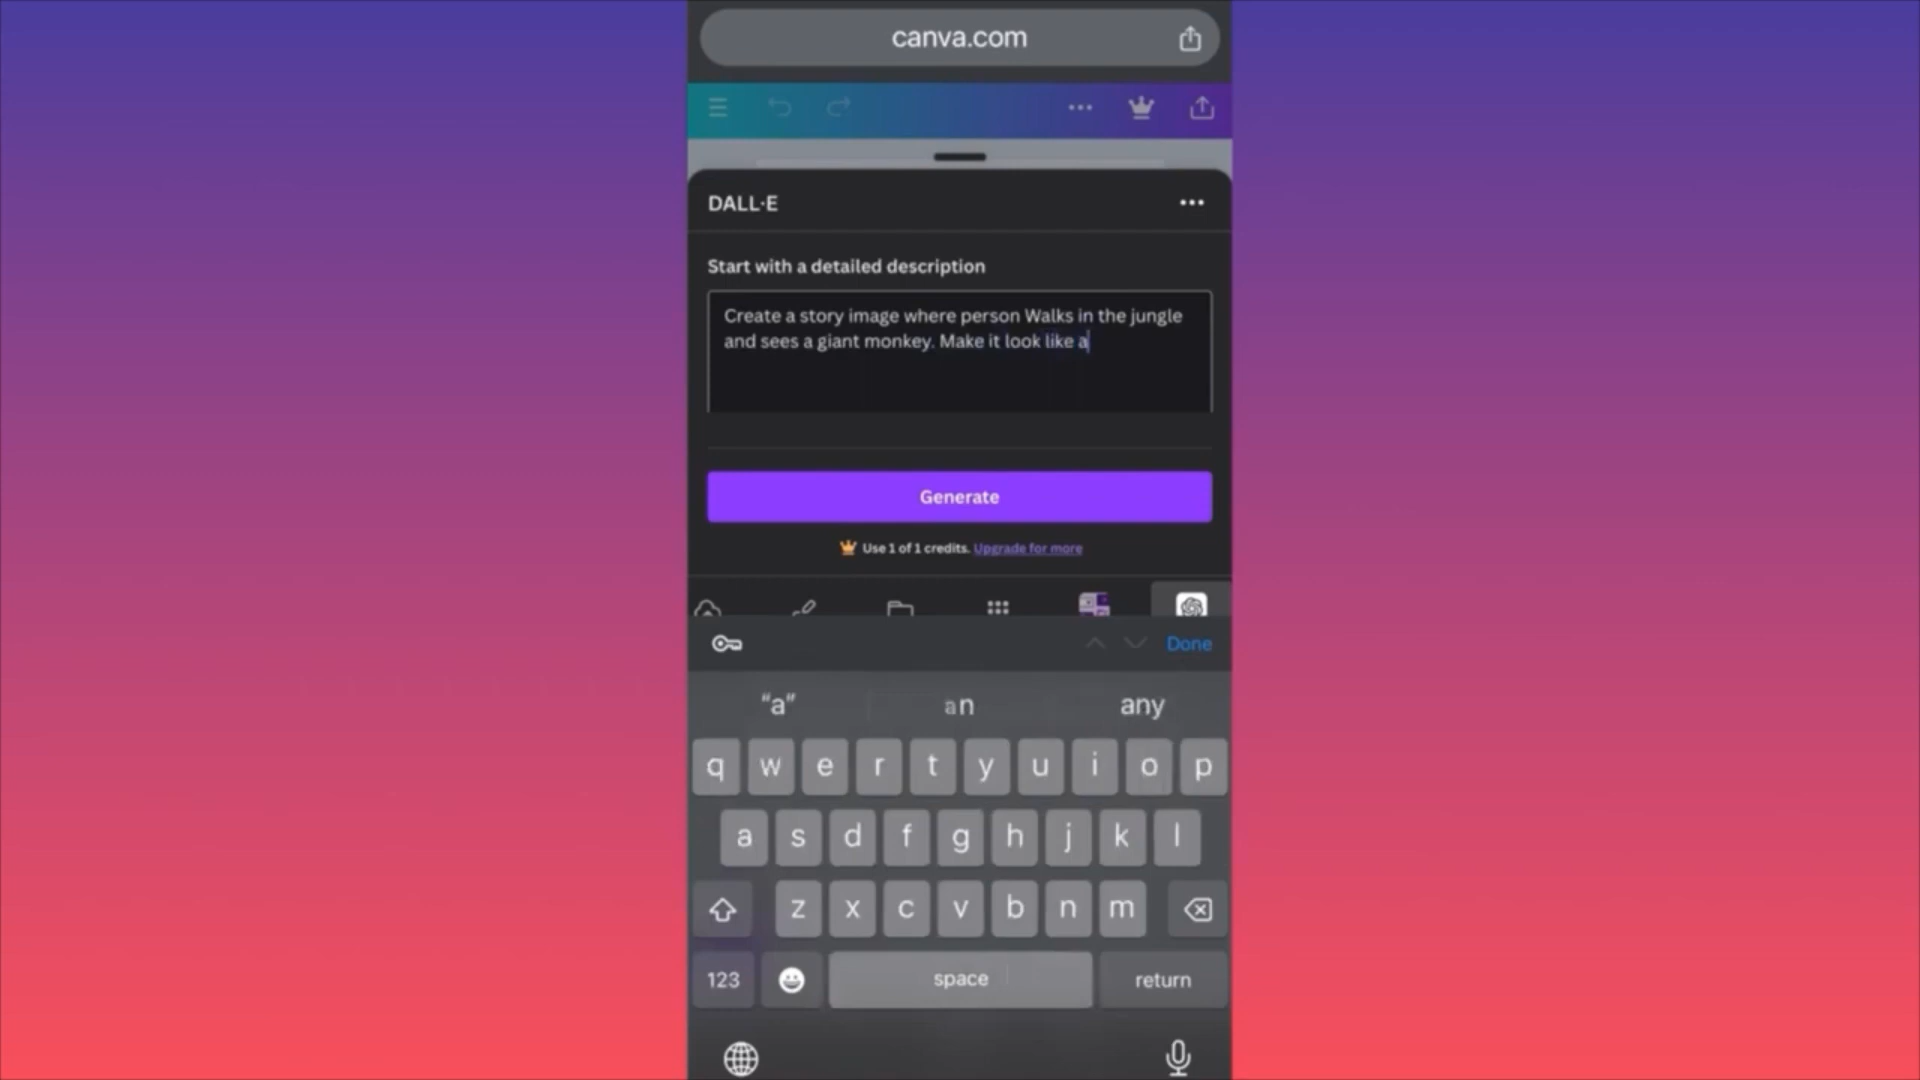 canva.com
DALL·E
Start with a detailed description
Create a story image where person Walks in the jungle
and sees a giant monkey. Make it look like a
Generate
Use 1 of 1 credits. Upgrade for more
Done
“a” an any
q w e r t y u i o p
a s d f g h j k l
z x c v b n m
123 space return